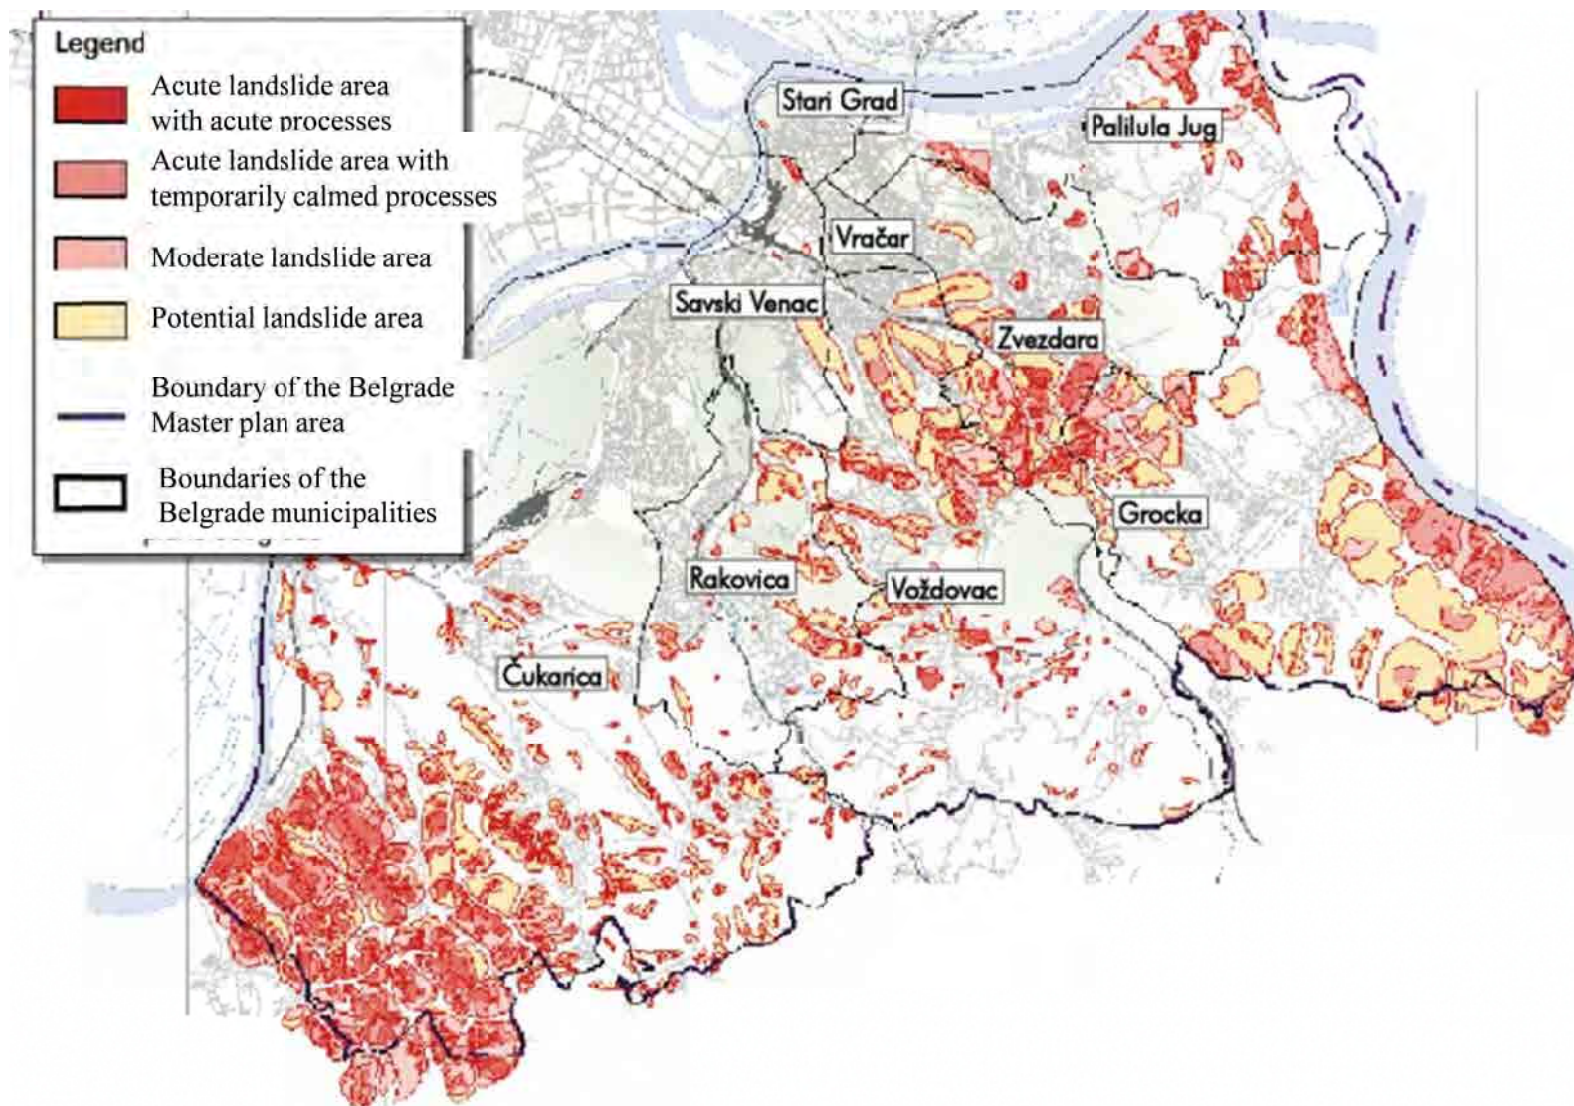 Legend
Acute landslide area
with acute processes
Acute landslide area with
temporarily calmed processes
Moderate landslide area
Potential landslide area
Boundary of the Belgrade
Master plan area
Boundaries of the
Belgrade municipalities
Stari Grad
Palilula Jug
Vračar
Savski Venac
Zvezdara
Grocka
Rakovica
Voždovac
Čukarica